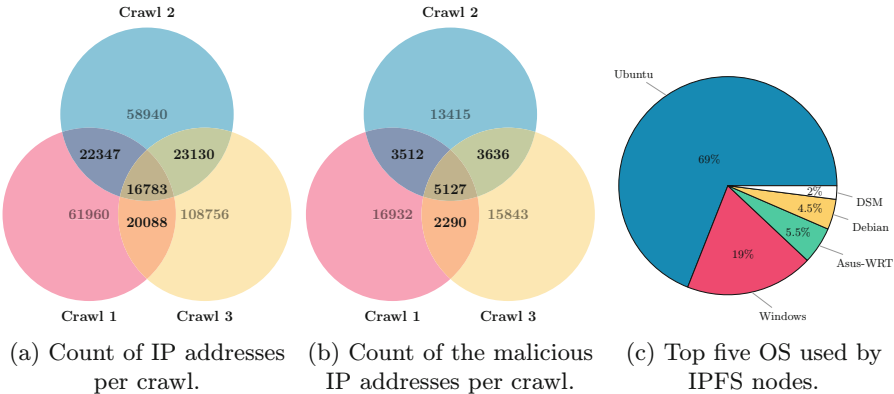 Crawl 2
58940
22347
23130
16783
61960
20088
108756
Crawl 1
Crawl 3
(a) Count of IP addresses
per crawl.
Crawl 2
13415
3512
3636
5127
16932
2290
15843
Crawl 1
Crawl 3
(b) Count of the malicious
IP addresses per crawl.
Ubuntu
69%
2%
DSM
4.5%
Debian
5.5%
Asus-WRT
19%
Windows
(c) Top five OS used by
IPFS nodes.